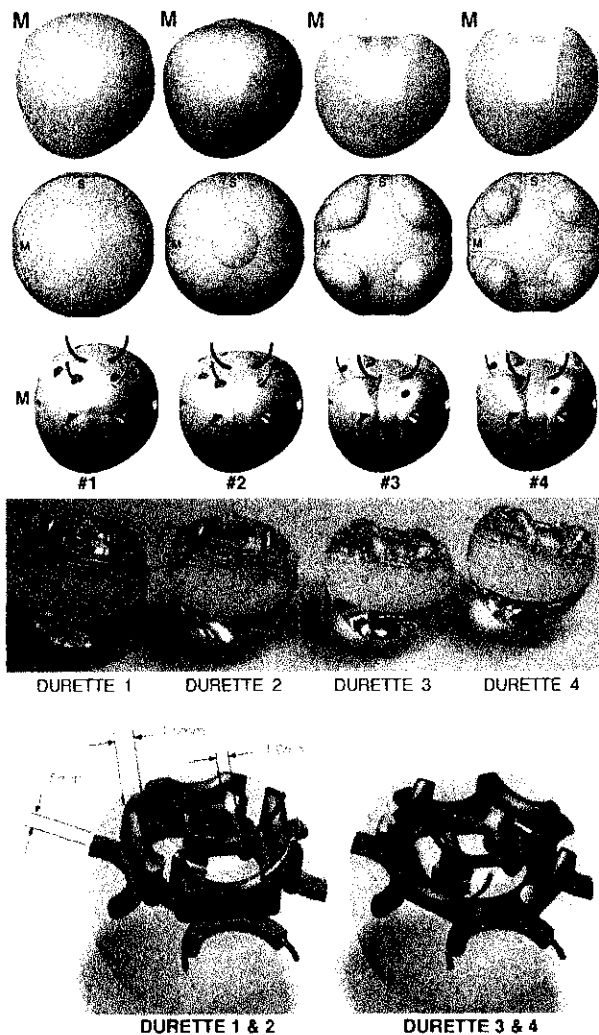 M M M M
S S S S
M M M M
M
#1 #2 #3 #4
DURETTE 1 DURETTE 2 DURETTE 3 DURETTE 4
DURETTE 1 & 2 DURETTE 3 & 4